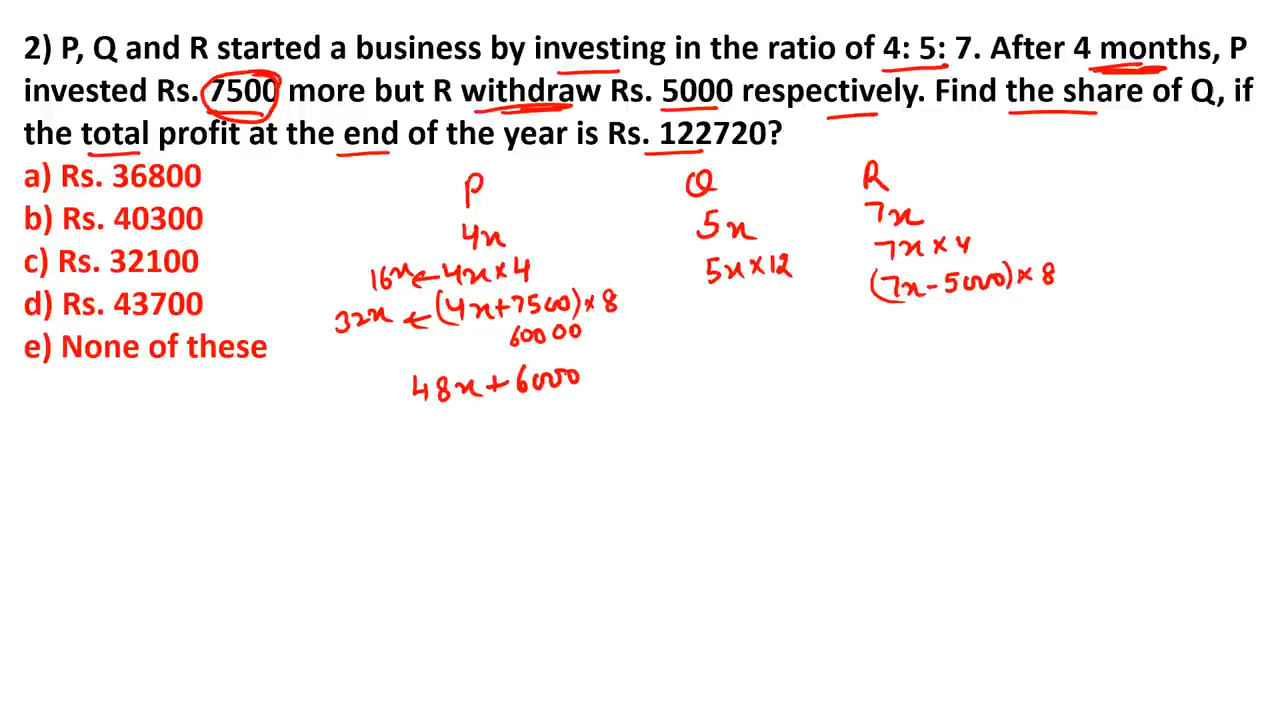 2) P, Q and R started a business by investing in the ratio of 4: 5: 7. After 4 months, P
invested Rs. 7500 more but R withdraw Rs. 5000 respectively. Find the share of Q, if
the total profit at the end of the year is Rs. 122720?
a) Rs. 36800
b) Rs. 40300
c) Rs. 32100
d) Rs. 43700
e) None of these
P Q R
4x 5x 7x
16x ← 4x × 4 5x × 12 7x × 4
32x ← (4x + 7500) × 8 (7x - 5000) × 8
60000
48x + 6000